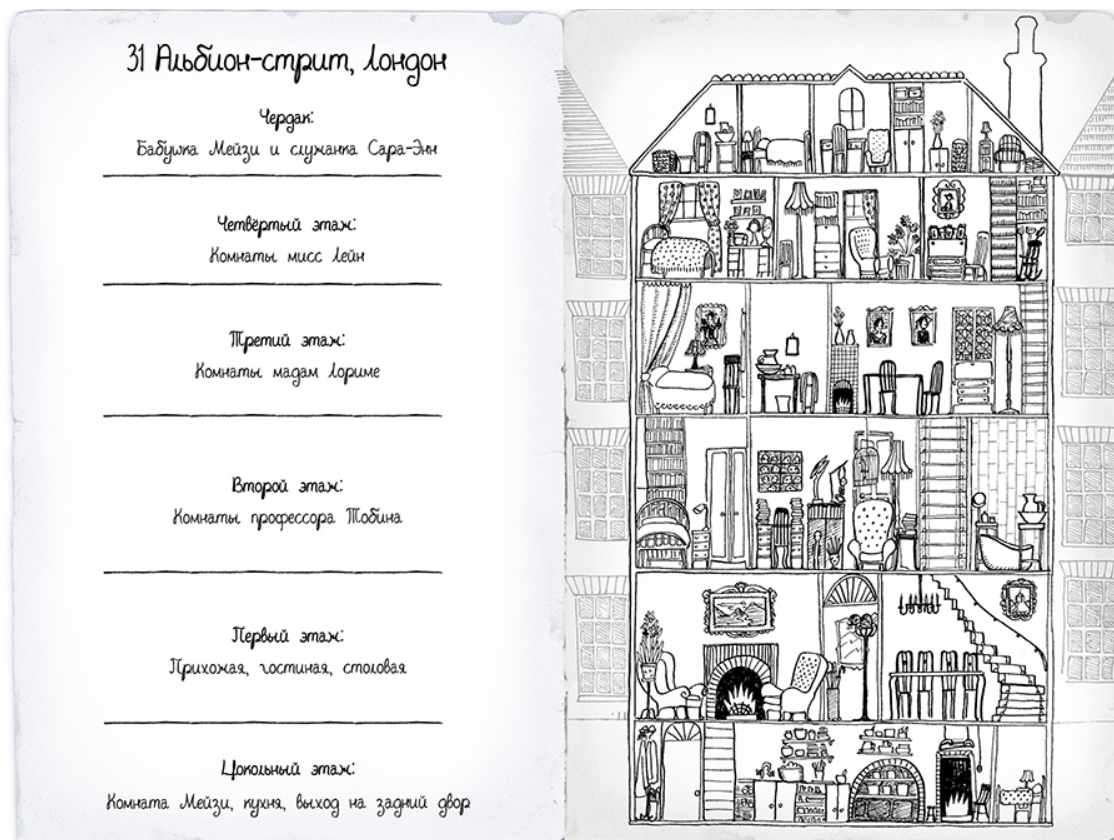 31 Альбион-стрит, Лондон
Чердак:
Бабушка Мейзи и служанка Сара-Энн
Четвёртый этаж:
Комнаты мисс Лейн
Третий этаж:
Комнаты мадам Лориме
Второй этаж:
Комнаты профессора Тобина
Первый этаж:
Прихожая, гостиная, столовая
Цокольный этаж:
Комната Мейзи, кухня, выход на задний двор